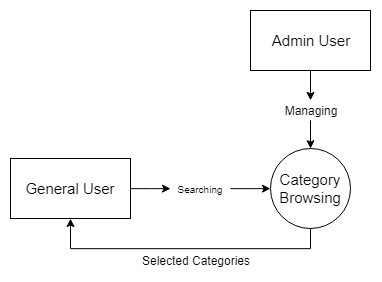 Admin User
Managing
General User
Searching
Category
Browsing
Selected Categories